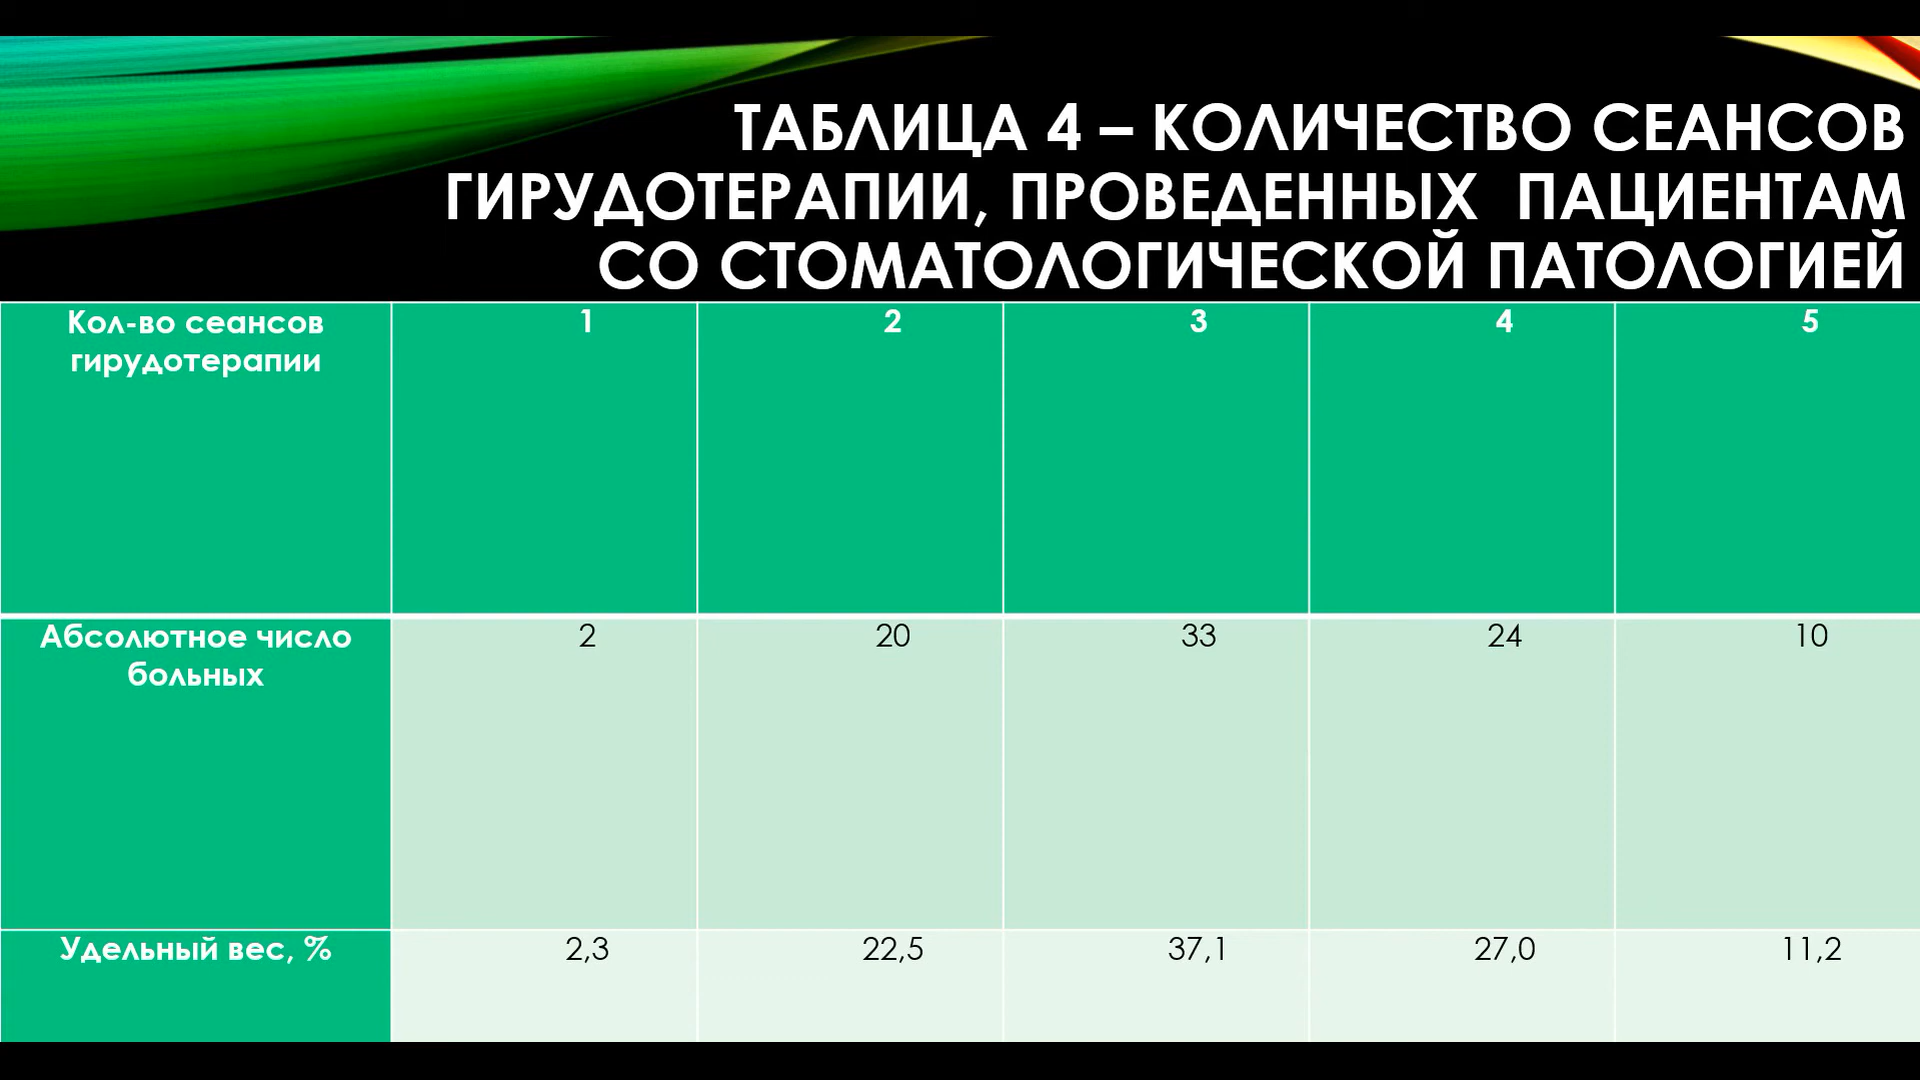 ТАБЛИЦА 4 – КОЛИЧЕСТВО СЕАНСОВ
ГИРУДОТЕРАПИИ, ПРОВЕДЕННЫХ ПАЦИЕНТАМ
СО СТОМАТОЛОГИЧЕСКОЙ ПАТОЛОГИЕЙ
Кол-во сеансов
гирудотерапии
1 2 3 4 5
Абсолютное число
больных
2 20 33 24 10
Удельный вес, % 2,3 22,5 37,1 27,0 11,2